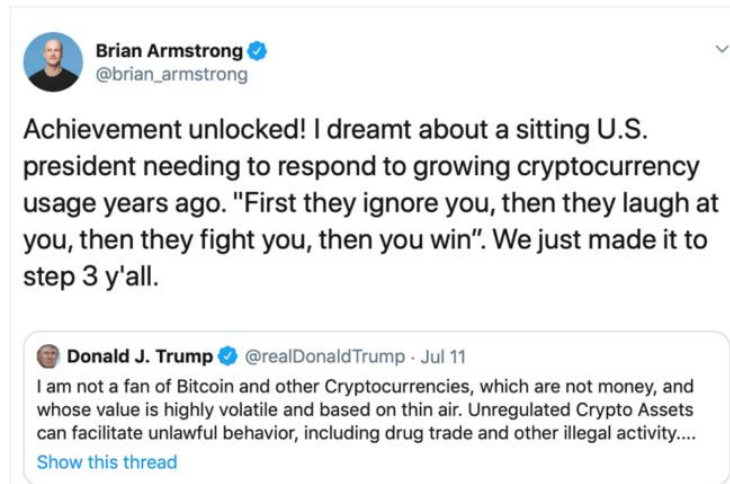 Brian Armstrong
@brian_armstrong
Achievement unlocked! I dreamt about a sitting U.S.
president needing to respond to growing cryptocurrency
usage years ago. "First they ignore you, then they laugh at
you, then they fight you, then you win”. We just made it to
step 3 y'all.
Donald J. Trump @realDonaldTrump · Jul 11
I am not a fan of Bitcoin and other Cryptocurrencies, which are not money, and
whose value is highly volatile and based on thin air. Unregulated Crypto Assets
can facilitate unlawful behavior, including drug trade and other illegal activity....
Show this thread